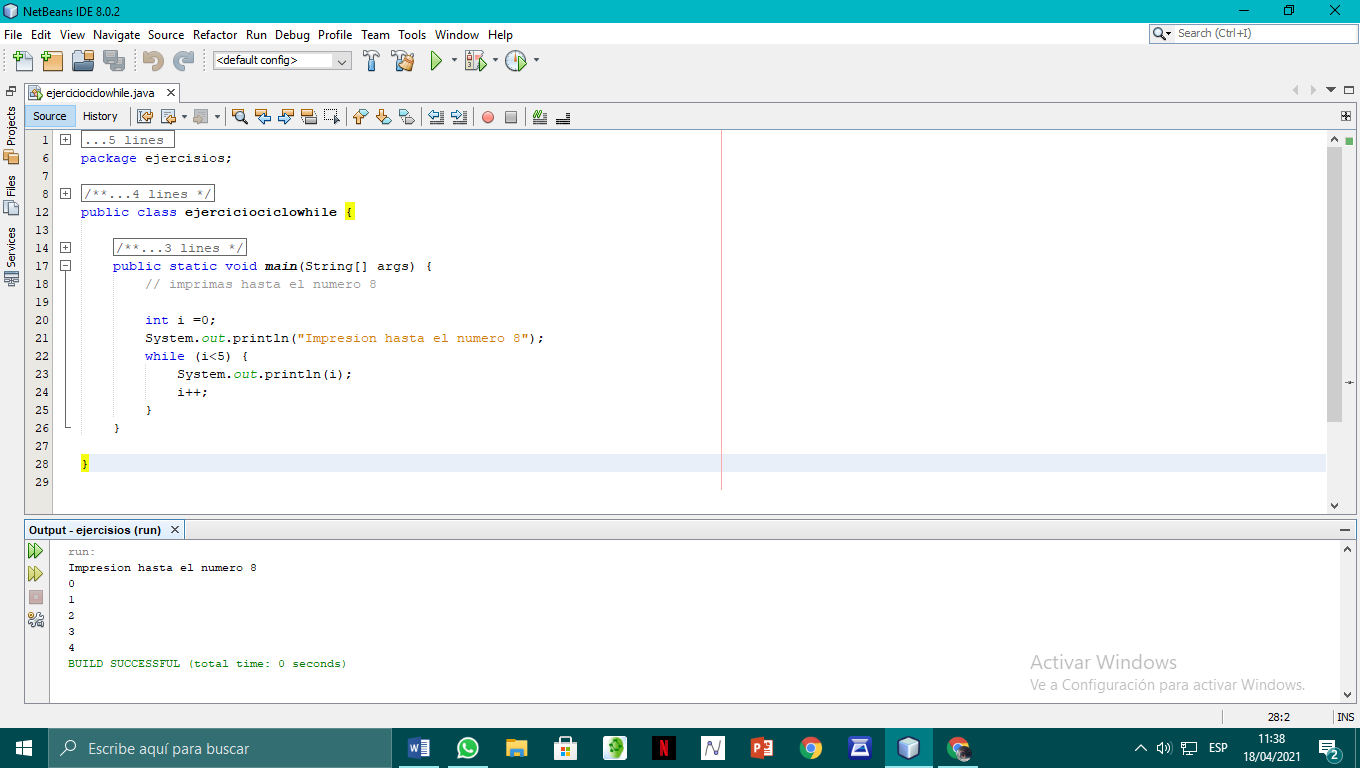 NetBeans IDE 8.0.2
File Edit View Navigate Source Refactor Run Debug Profile Team Tools Window Help
Search (Ctrl+I)
<default config>
ejerciciociclowhile.java
Source History
Projects
Files
Services
1 ...5 lines
6 package ejercisios;
7
8 /**...4 lines */
12 public class ejerciciociclowhile {
13
14 /**...3 lines */
17 public static void main(String[] args) {
18 // imprimas hasta el numero 8
19
20 int i =0;
21 System.out.println("Impresion hasta el numero 8");
22 while (i<5) {
23 System.out.println(i);
24 i++;
25 }
26 }
27
28 }
29
Output - ejercisios (run)
run:
Impresion hasta el numero 8
0
1
2
3
4
BUILD SUCCESSFUL (total time: 0 seconds)
Activar Windows
Ve a Configuración para activar Windows.
28:2 INS
Escribe aquí para buscar
ESP
11:38
18/04/2021
2